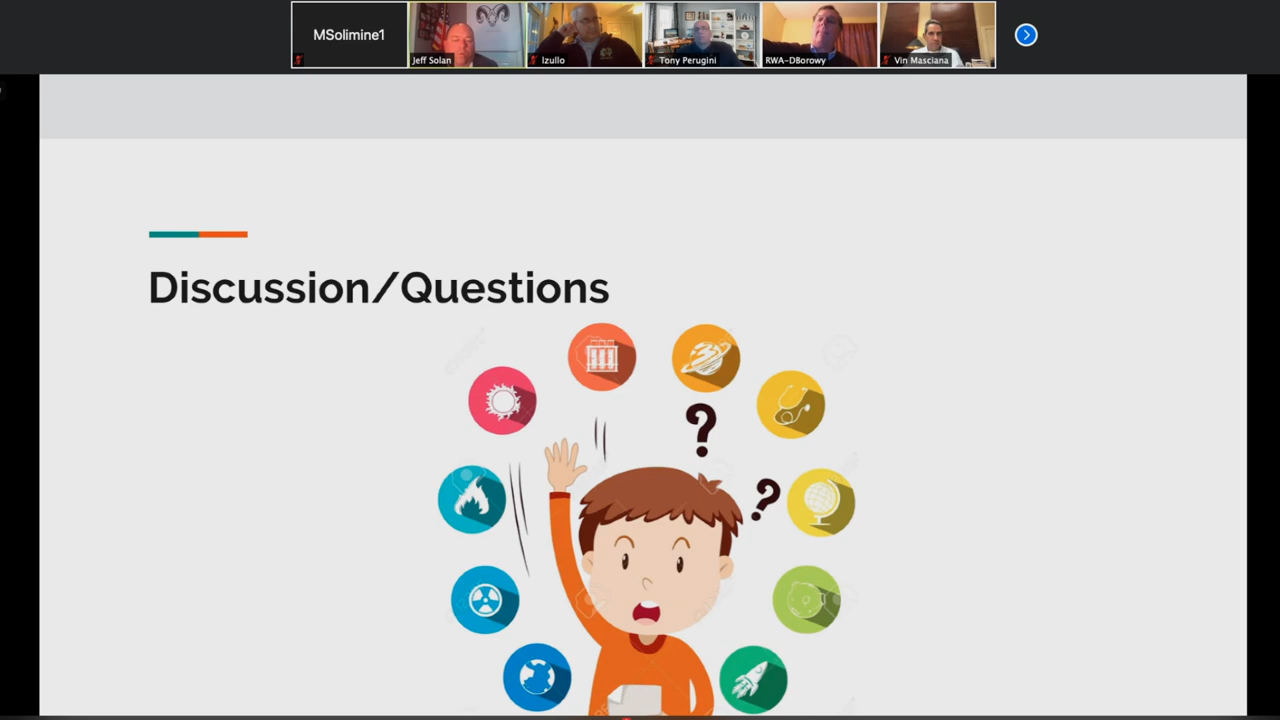 MSolimine1
Jeff Solan
Izullo
Tony Perugini
RWA-DBorowy
Vin Masciana
Discussion/Questions
?
?